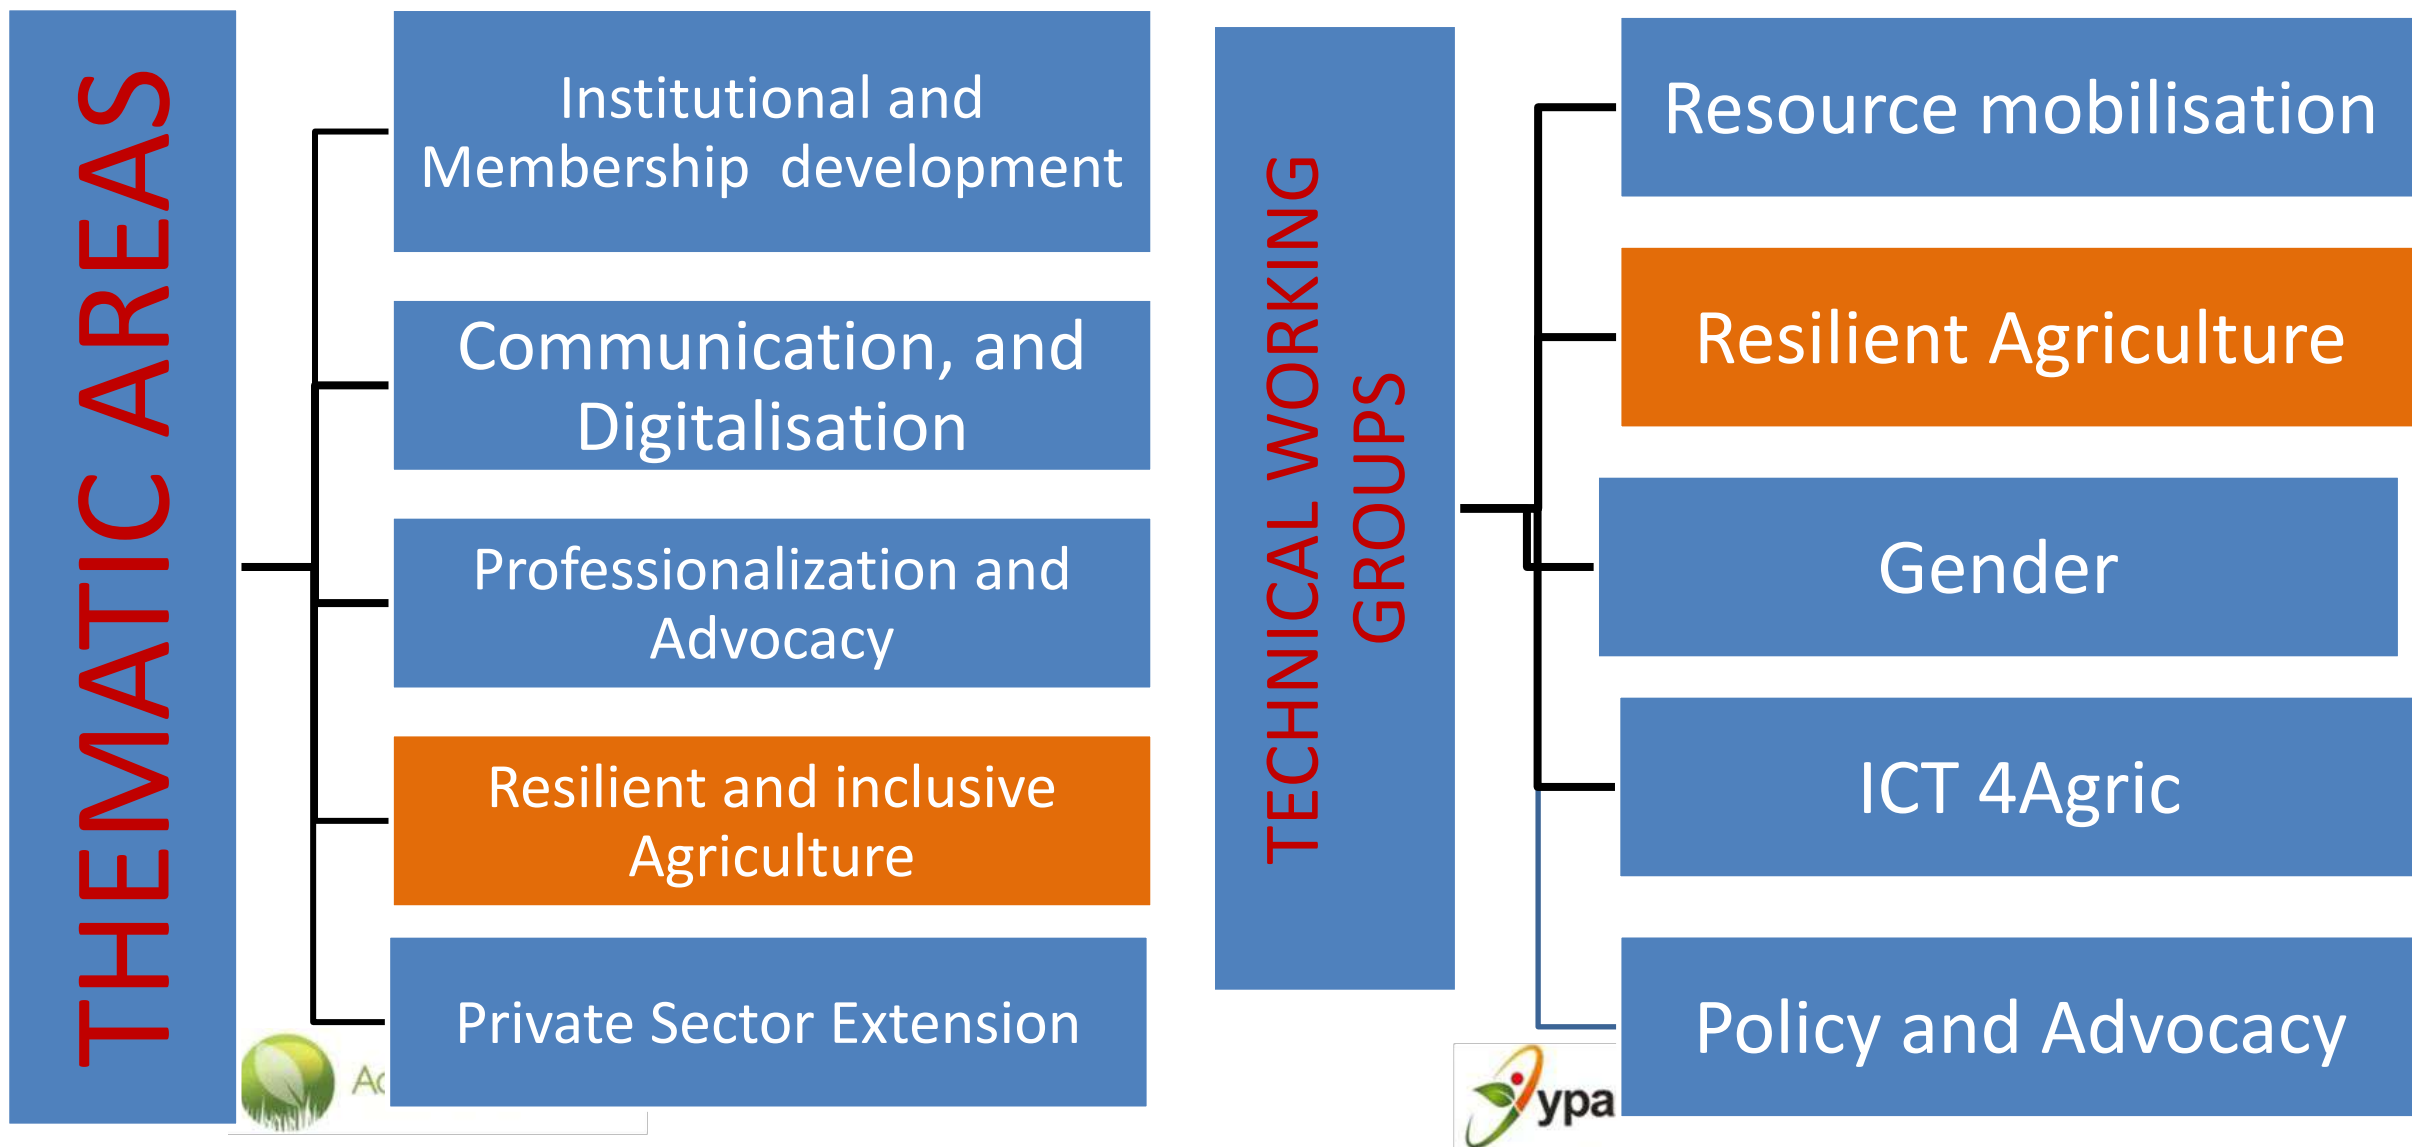 THEMATIC AREAS
Institutional and
Membership development
Communication, and
Digitalisation
Professionalization and
Advocacy
Resilient and inclusive
Agriculture
Private Sector Extension
TECHNICAL WORKING
GROUPS
Resource mobilisation
Resilient Agriculture
Gender
ICT 4Agric
Policy and Advocacy
ypa